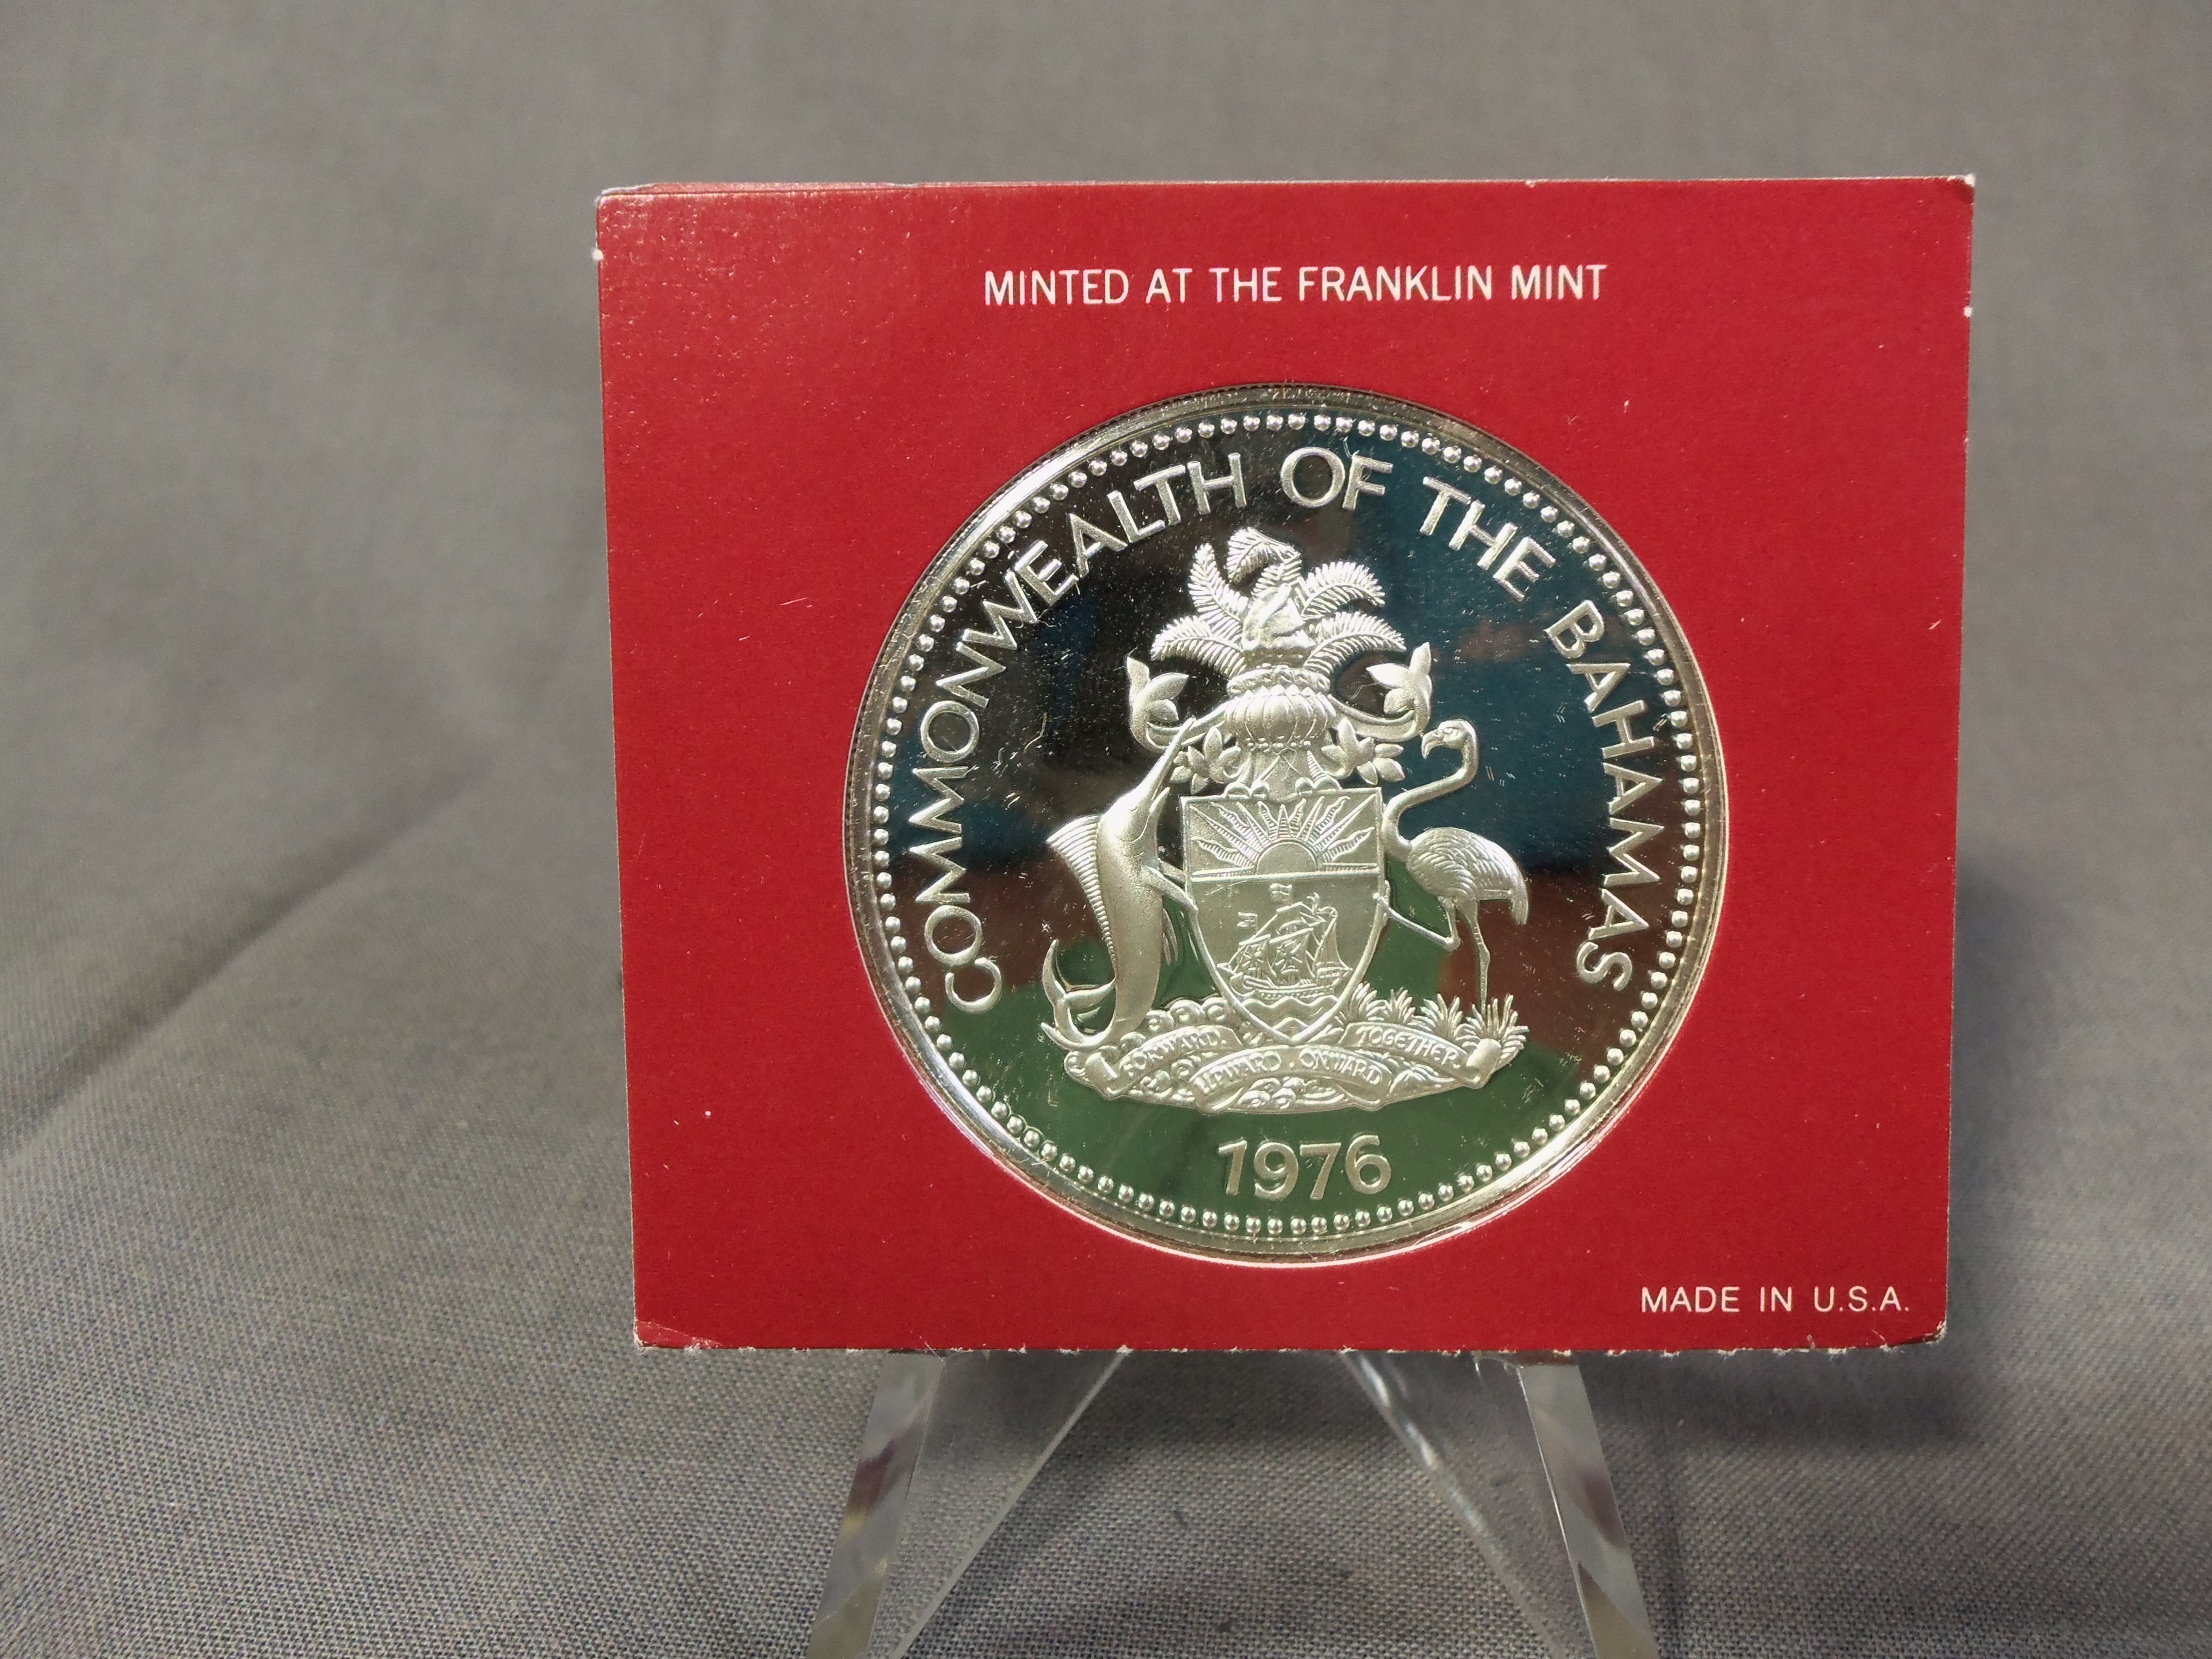 MINTED AT THE FRANKLIN MINT
COMMONWEALTH OF THE BAHAMAS
FORWARD. UPWARD. ONWARD TOGETHER
1976
MADE IN U.S.A.